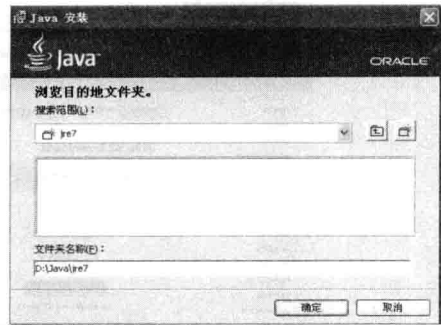 Java 安装
Java
ORACLE
浏览目的地文件夹。
搜索范围(L)：
jre7
文件夹名称(F)：
D:\Java\jre7
确定
取消